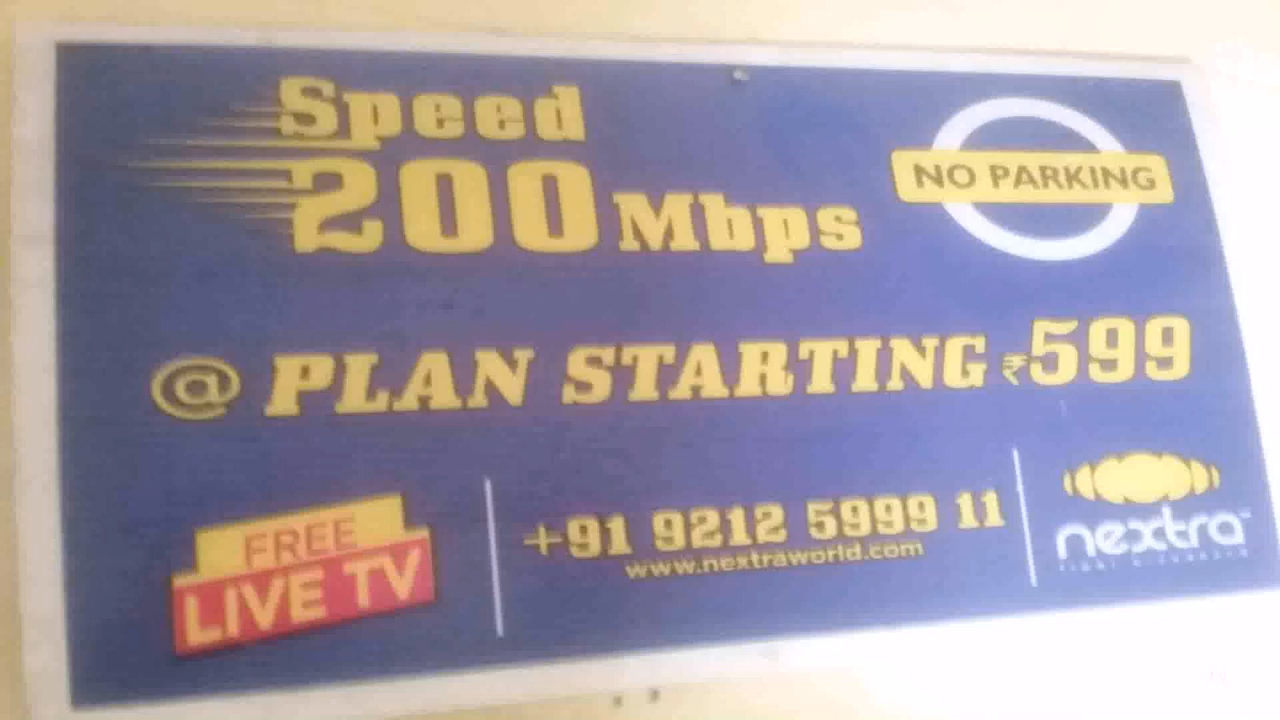 Speed
200 Mbps
NO PARKING
@ PLAN STARTING ₹599
FREE
LIVE TV
+91 9212 5999 11
www.nextraworld.com
nextra